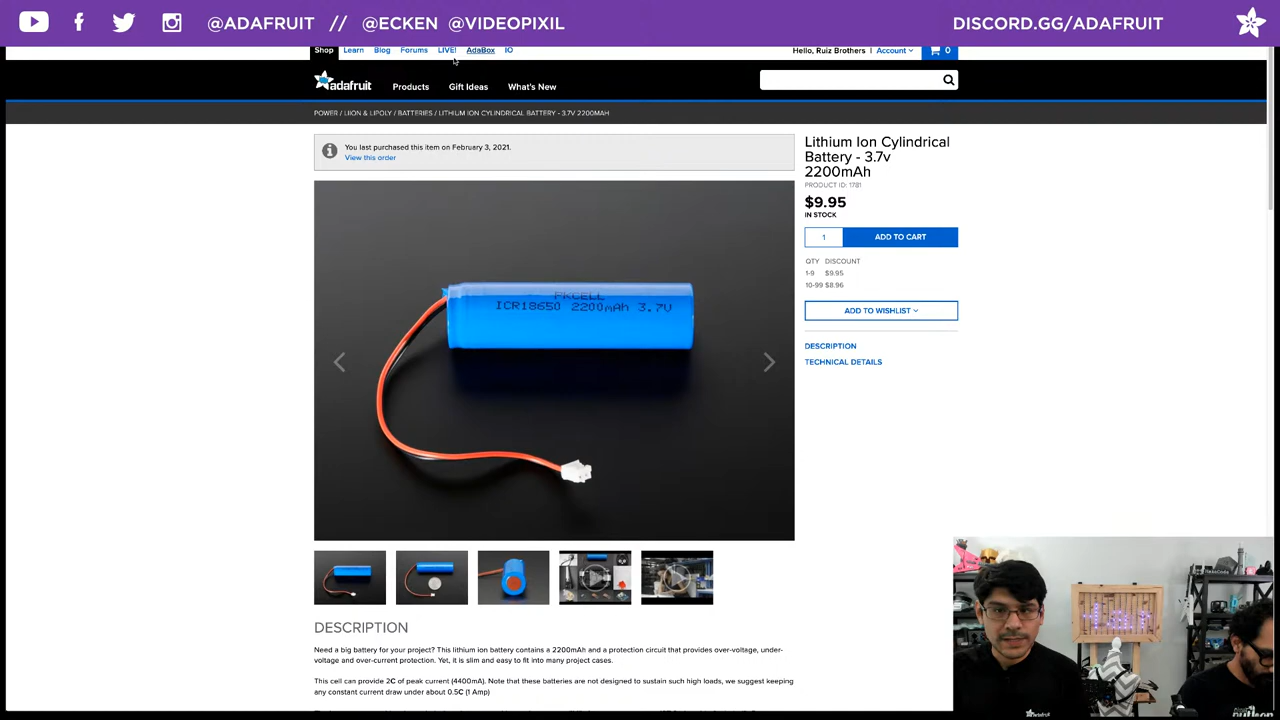 @ADAFRUIT // @ECKEN @VIDEOPIXIL
DISCORD.GG/ADAFRUIT
Shop Learn Blog Forums LIVE! AdaBox IO
Hello, Ruiz Brothers | Account 0
adafruit Products Gift Ideas What's New
POWER / LIION & LIPOLY / BATTERIES / LITHIUM ION CYLINDRICAL BATTERY - 3.7V 2200MAH
You last purchased this item on February 3, 2021.
View this order
PKCELL
ICR18650 2200mAh 3.7V
Lithium Ion Cylindrical
Battery - 3.7v
2200mAh
PRODUCT ID: 1781
$9.95
IN STOCK
1 ADD TO CART
QTY DISCOUNT
1-9 $9.95
10-99 $8.96
ADD TO WISHLIST
DESCRIPTION
TECHNICAL DETAILS
DESCRIPTION
Need a big battery for your project? This lithium ion battery contains a 2200mAh and a protection circuit that provides over-voltage, under-
voltage and over-current protection. Yet, it is slim and easy to fit into many project cases.
This cell can provide 2C of peak current (4400mA). Note that these batteries are not designed to sustain such high loads, we suggest keeping
any constant current draw under about 0.5C (1 Amp)
adafruit